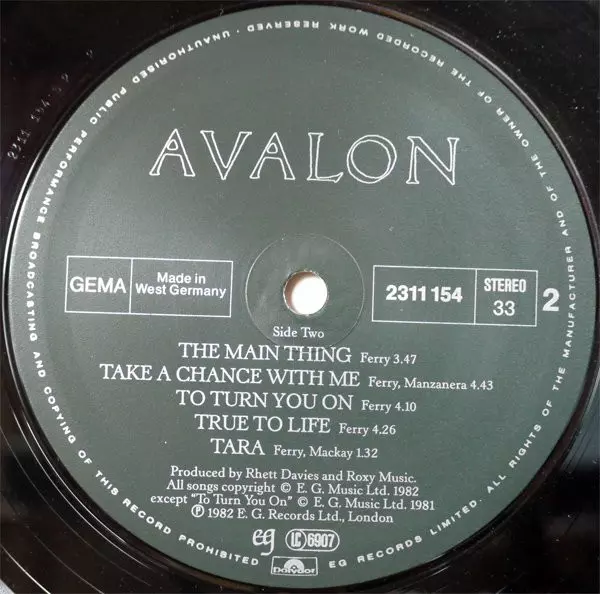 AVALON
GEMA
Made in
West Germany
2311 154
STEREO
33
2
Side Two
THE MAIN THING Ferry 3.47
TAKE A CHANCE WITH ME Ferry, Manzanera 4.43
TO TURN YOU ON Ferry 4.10
TRUE TO LIFE Ferry 4.26
TARA Ferry, Mackay 1.32
Produced by Rhett Davies and Roxy Music.
All songs copyright © E. G. Music Ltd. 1982
except "To Turn You On" © E. G. Music Ltd. 1981
℗ 1982 E. G. Records Ltd., London
eg
LC 6907
Polydor
EG RECORDS LIMITED. ALL RIGHTS OF THE MANUFACTURER AND OF THE OWNER OF THE RECORDED WORK RESERVED · UNAUTHORISED PUBLIC PERFORMANCE BROADCASTING AND COPYING OF THIS RECORD PROHIBITED